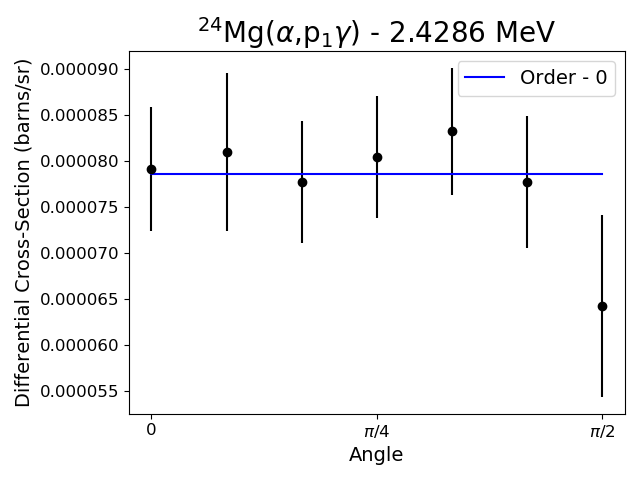 ²⁴Mg(α,p₁γ) - 2.4286 MeV
Order - 0
Differential Cross-Section (barns/sr)
0.000090
0.000085
0.000080
0.000075
0.000070
0.000065
0.000060
0.000055
0
π/4
π/2
Angle